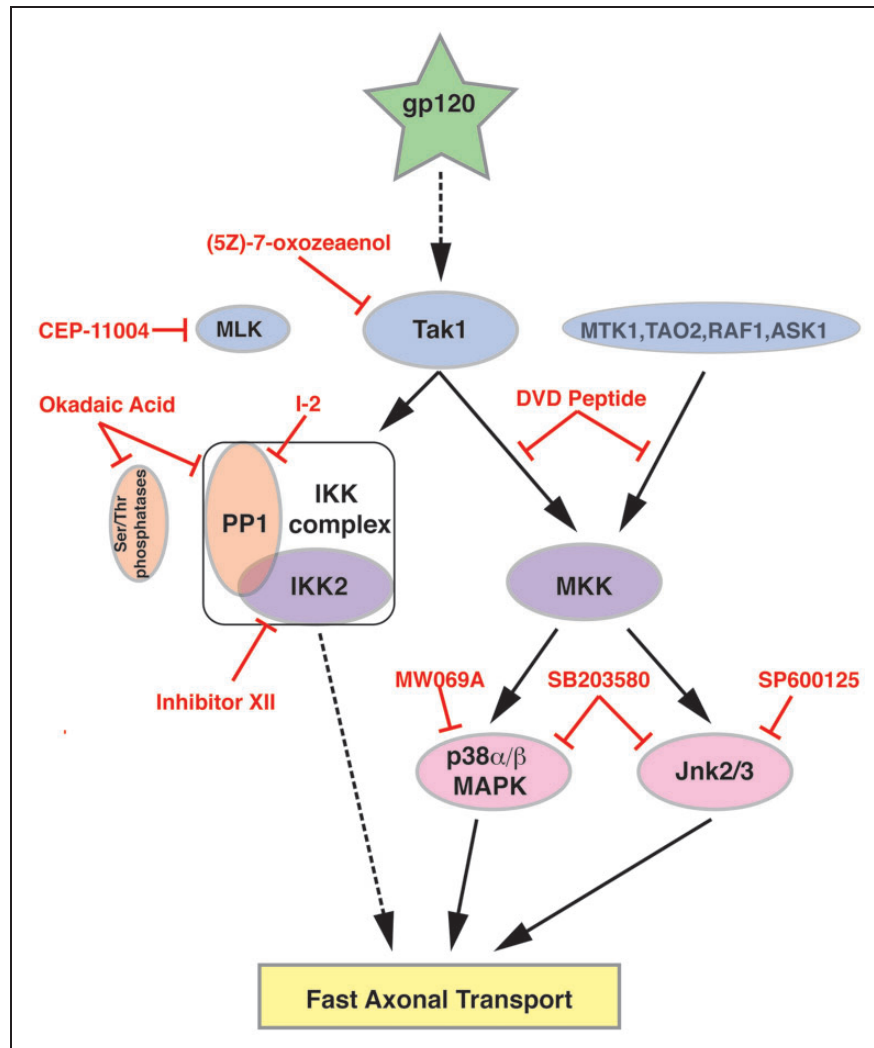 gp120
(5Z)-7-oxozeaenol
CEP-11004
MLK
Tak1
MTK1,TAO2,RAF1,ASK1
Okadaic Acid
I-2
DVD Peptide
Ser/Thr
phosphatases
PP1
IKK
complex
IKK2
MKK
Inhibitor XII
MW069A
SB203580
SP600125
p38α/β
MAPK
Jnk2/3
Fast Axonal Transport